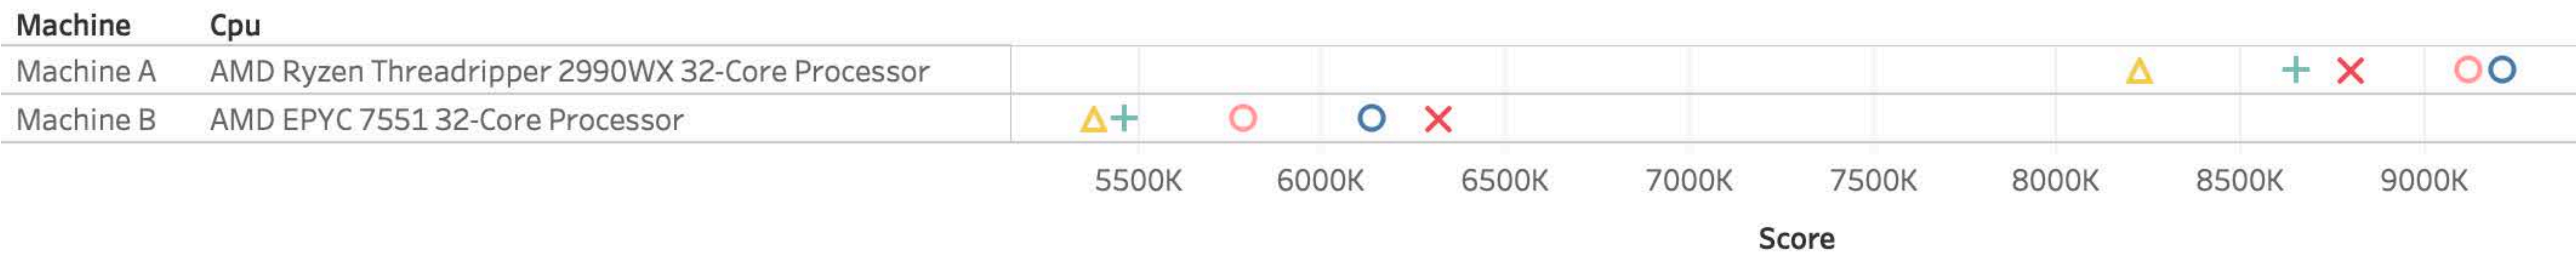 Machine Cpu
Machine A AMD Ryzen Threadripper 2990WX 32-Core Processor
Machine B AMD EPYC 7551 32-Core Processor
5500K 6000K 6500K 7000K 7500K 8000K 8500K 9000K
Score